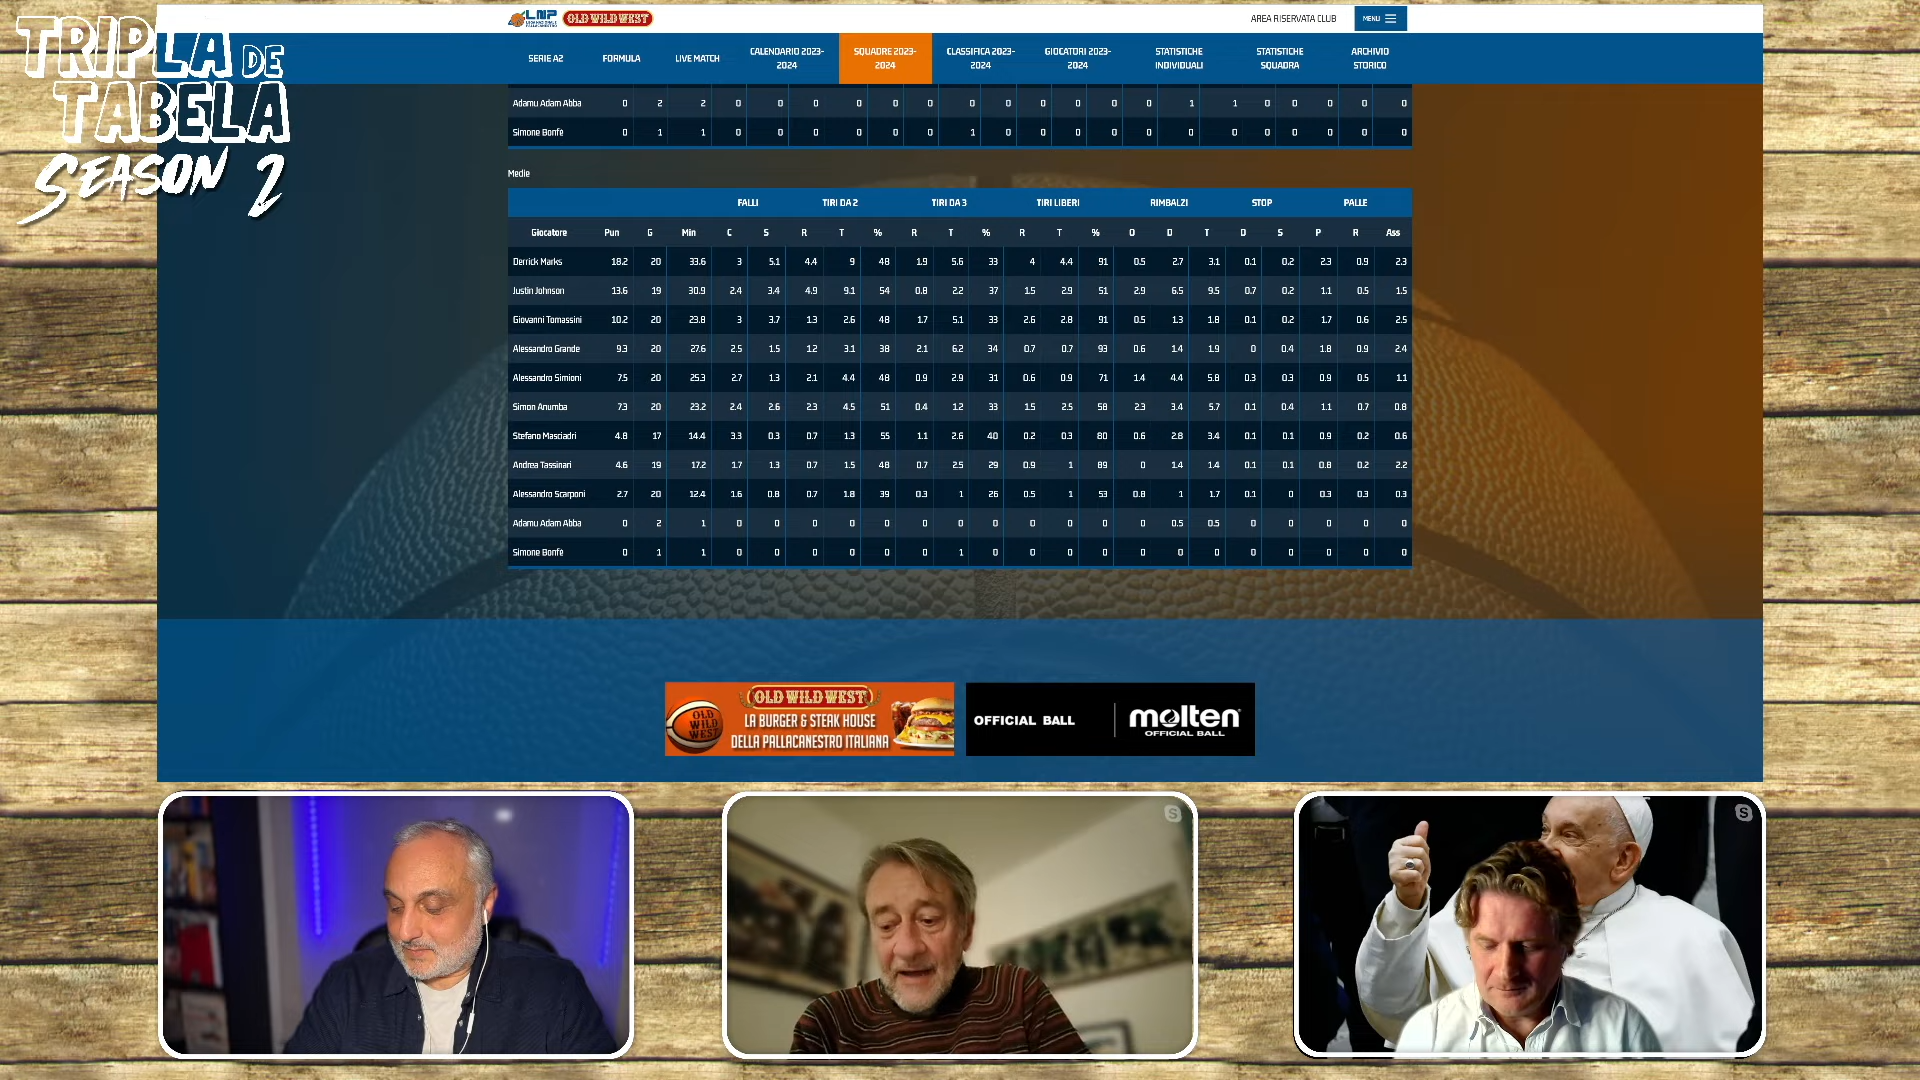 TRIPLA DE
TABELA
SEASON 2
LNP
OLD WILD WEST
AREA RISERVATA CLUB
MENU
SERIE A2
FORMULA
LIVE MATCH
CALENDARIO 2023-
2024
SQUADRE 2023-
2024
CLASSIFICA 2023-
2024
GIOCATORI 2023-
2024
STATISTICHE
INDIVIDUALI
STATISTICHE
SQUADRA
ARCHIVIO
STORICO
Adamu Adam Abba 0 2 2 0 0 0 0 0 0 0 0 0 0 0 0 1 1 0 0 0 0 0
Simone Bonfè 0 1 1 0 0 0 0 0 0 1 0 0 0 0 0 0 0 0 0 0 0 0
Medie
FALLI TIRI DA 2 TIRI DA 3 TIRI LIBERI RIMBALZI STOP PALLE
Giocatore Pun G Min C S R T % R T % R T % O D T D S P R Ass
Derrick Marks 18.2 20 33.6 3 5.1 4.4 9 48 1.9 5.6 33 4 4.4 91 0.5 2.7 3.1 0.1 0.2 2.3 0.9 2.3
Justin Johnson 13.6 19 30.9 2.4 3.4 4.9 9.1 54 0.8 2.2 37 1.5 2.9 51 2.9 6.5 9.5 0.7 0.2 1.1 0.5 1.5
Giovanni Tomassini 10.2 20 23.8 3 3.7 1.3 2.6 48 1.7 5.1 33 2.6 2.8 91 0.5 1.3 1.8 0.1 0.2 1.7 0.6 2.5
Alessandro Grande 9.3 20 27.6 2.5 1.5 1.2 3.1 38 2.1 6.2 34 0.7 0.7 93 0.6 1.4 1.9 0 0.4 1.8 0.9 2.4
Alessandro Simioni 7.5 20 25.3 2.7 1.3 2.1 4.4 48 0.9 2.9 31 0.6 0.9 71 1.4 4.4 5.8 0.3 0.3 0.9 0.5 1.1
Simon Anumba 7.3 20 23.2 2.4 2.6 2.3 4.5 51 0.4 1.2 33 1.5 2.5 58 2.3 3.4 5.7 0.1 0.4 1.1 0.7 0.8
Stefano Masciadri 4.8 17 14.4 3.3 0.3 0.7 1.3 55 1.1 2.6 40 0.2 0.3 80 0.6 2.8 3.4 0.1 0.1 0.9 0.2 0.6
Andrea Tassinari 4.6 19 17.2 1.7 1.3 0.7 1.5 48 0.7 2.5 29 0.9 1 89 0 1.4 1.4 0.1 0.1 0.8 0.2 2.2
Alessandro Scarponi 2.7 20 12.4 1.6 0.8 0.7 1.8 39 0.3 1 26 0.5 1 53 0.8 1 1.7 0.1 0 0.3 0.3 0.3
Adamu Adam Abba 0 2 1 0 0 0 0 0 0 0 0 0 0 0 0 0.5 0.5 0 0 0 0 0
Simone Bonfè 0 1 1 0 0 0 0 0 0 1 0 0 0 0 0 0 0 0 0 0 0 0
OLD WILD WEST
OLD
WILD
WEST
LA BURGER & STEAK HOUSE
DELLA PALLACANESTRO ITALIANA
OFFICIAL BALL
molten
OFFICIAL BALL